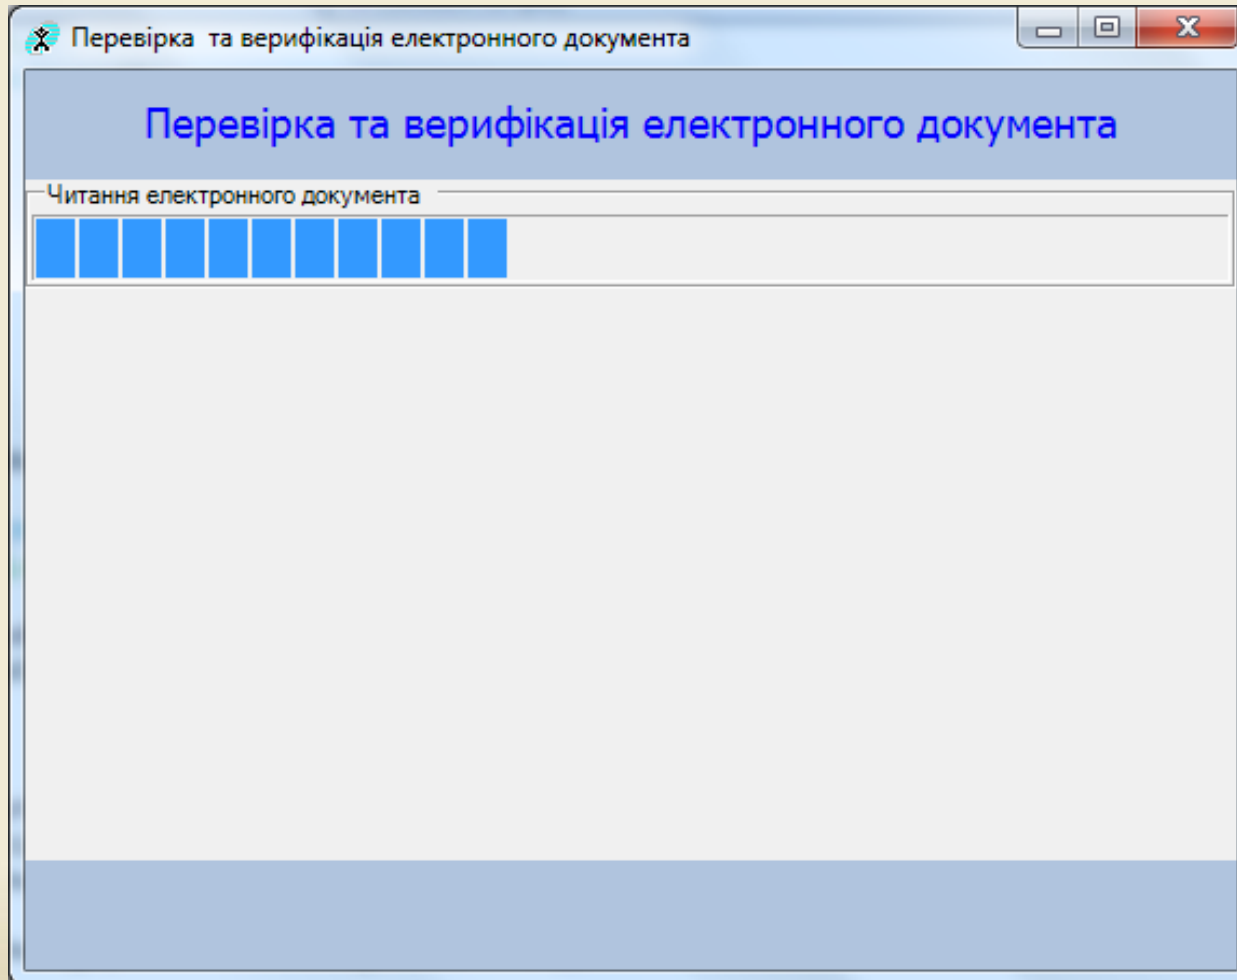 Перевірка  та верифікація електронного документа
Перевірка та верифікація електронного документа
Читання електронного документа